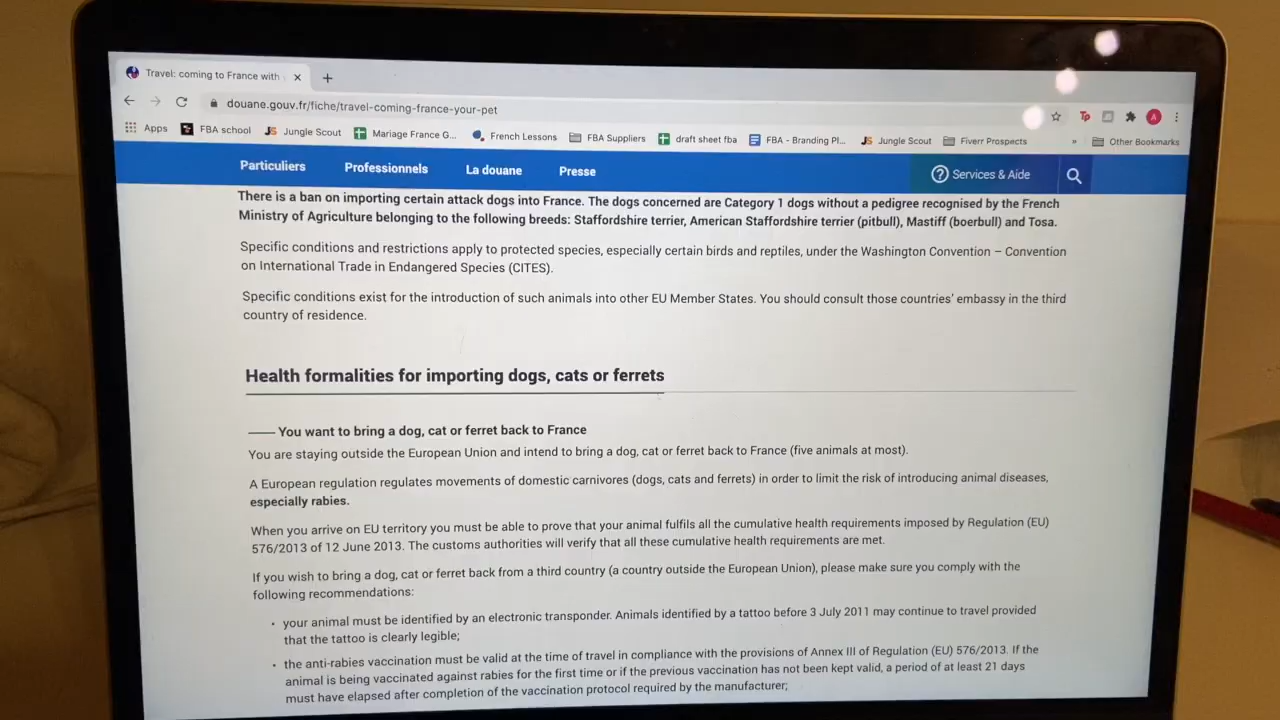 Travel: coming to France with
douane.gouv.fr/fiche/travel-coming-france-your-pet
Apps FBA school JS Jungle Scout Mariage France G... French Lessons FBA Suppliers draft sheet fba FBA - Branding Pl... JS Jungle Scout Fiverr Prospects » Other Bookmarks
Particuliers Professionnels La douane Presse Services & Aide
There is a ban on importing certain attack dogs into France. The dogs concerned are Category 1 dogs without a pedigree recognised by the French
Ministry of Agriculture belonging to the following breeds: Staffordshire terrier, American Staffordshire terrier (pitbull), Mastiff (boerbull) and Tosa.
Specific conditions and restrictions apply to protected species, especially certain birds and reptiles, under the Washington Convention – Convention
on International Trade in Endangered Species (CITES).
Specific conditions exist for the introduction of such animals into other EU Member States. You should consult those countries' embassy in the third
country of residence.
Health formalities for importing dogs, cats or ferrets
—— You want to bring a dog, cat or ferret back to France
You are staying outside the European Union and intend to bring a dog, cat or ferret back to France (five animals at most).
A European regulation regulates movements of domestic carnivores (dogs, cats and ferrets) in order to limit the risk of introducing animal diseases,
especially rabies.
When you arrive on EU territory you must be able to prove that your animal fulfils all the cumulative health requirements imposed by Regulation (EU)
576/2013 of 12 June 2013. The customs authorities will verify that all these cumulative health requirements are met.
If you wish to bring a dog, cat or ferret back from a third country (a country outside the European Union), please make sure you comply with the
following recommendations:
• your animal must be identified by an electronic transponder. Animals identified by a tattoo before 3 July 2011 may continue to travel provided
that the tattoo is clearly legible;
• the anti-rabies vaccination must be valid at the time of travel in compliance with the provisions of Annex III of Regulation (EU) 576/2013. If the
animal is being vaccinated against rabies for the first time or if the previous vaccination has not been kept valid, a period of at least 21 days
must have elapsed after completion of the vaccination protocol required by the manufacturer;